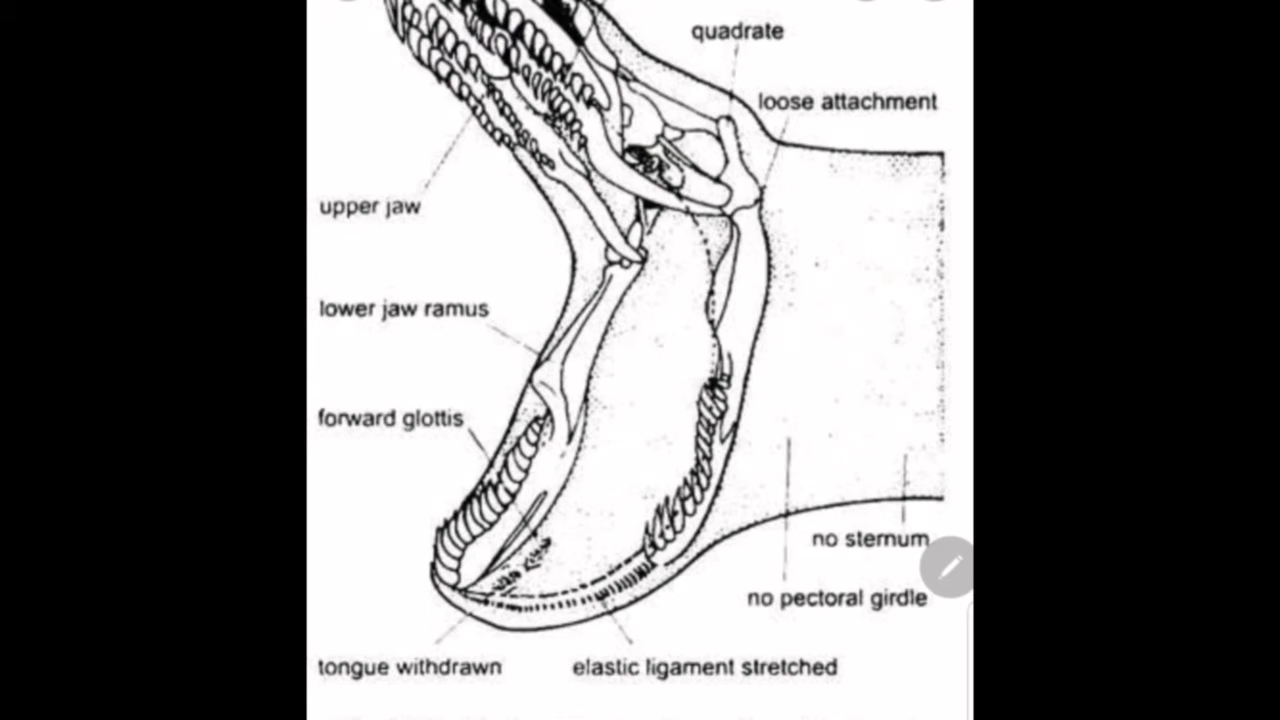 quadrate
loose attachment
upper jaw
lower jaw ramus
forward glottis
no sternum
no pectoral girdle
tongue withdrawn
elastic ligament stretched